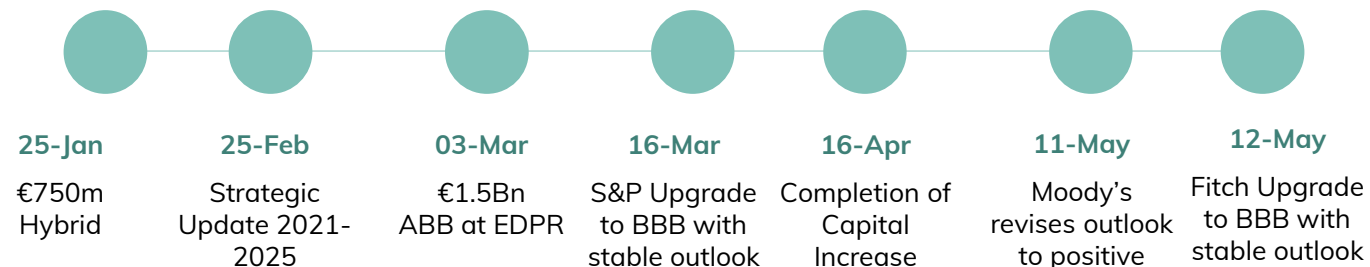 25-Jan
€750m
Hybrid
25-Feb
Strategic
Update 2021-
2025
03-Mar
€1.5Bn
ABB at EDPR
16-Mar
S&P Upgrade
to BBB with
stable outlook
16-Apr
Completion of
Capital
Increase
11-May
Moody’s
revises outlook
to positive
12-May
Fitch Upgrade
to BBB with
stable outlook